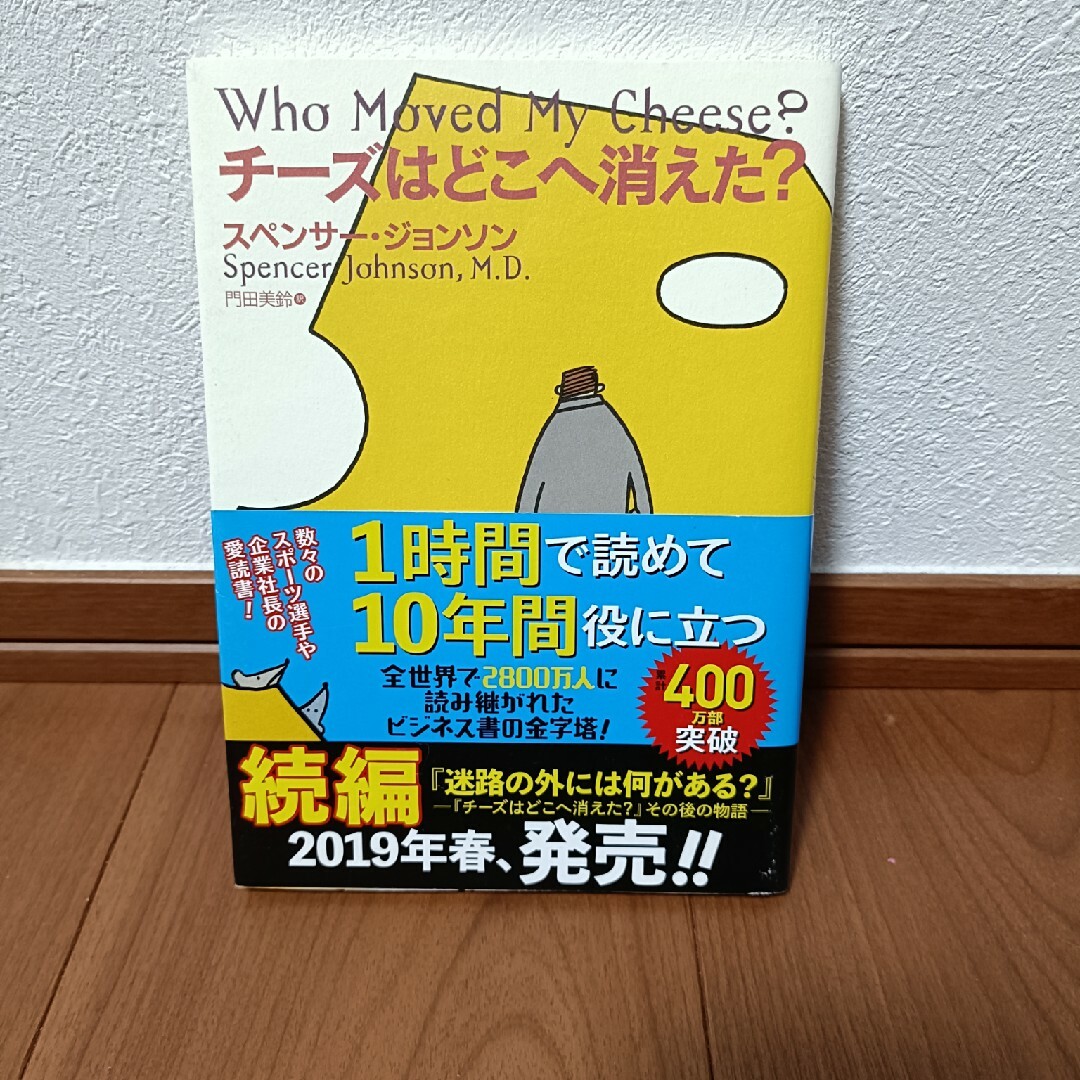 Who Moved My Cheese?
チーズはどこへ消えた?
スペンサー・ジョンソン
Spencer Johnson, M.D.
門田美鈴 訳
数々の
スポーツ選手や
企業社長の
愛読書!
1時間で読めて
10年間役に立つ
全世界で2800万人に
読み継がれた
ビジネス書の金字塔!
累計
400
万部
突破
続編
『迷路の外には何がある?』
―『チーズはどこへ消えた?』その後の物語―
2019年春、発売!!